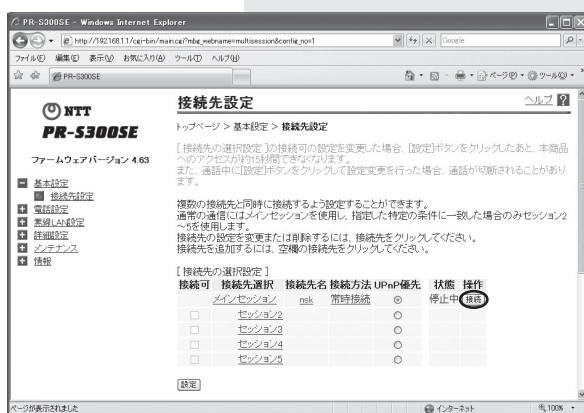 PR-S300SE - Windows Internet Explorer
http://192.168.1.1/cgi-bin/main.cgi?mbg_webname=multisession&config_no=1
Google
ファイル(F) 編集(E) 表示(V) お気に入り(A) ツール(T) ヘルプ(H)
PR-S300SE
ページ(P) ツール(O)
NTT
PR-S300SE
ファームウェアバージョン 4.63
基本設定
接続先設定
電話設定
無線LAN設定
詳細設定
メンテナンス
情報
接続先設定
ヘルプ ?
トップページ > 基本設定 > 接続先設定
[接続先の選択設定]の接続可の設定を変更した場合、[設定]ボタンをクリックしたあと、本商品
へのアクセスが約15秒間できなくなります。
また、通話中に[設定]ボタンをクリックして設定変更を行った場合、通話が切断されることがあり
ます。
複数の接続先と同時に接続するよう設定することができます。
通常の通信にはメインセッションを使用し、指定した特定の条件に一致した場合のみセッション2
～5を使用します。
接続先の設定を変更または削除するには、接続先をクリックしてください。
接続先を追加するには、空欄の接続先をクリックしてください。
[接続先の選択設定]
接続可 接続先選択 接続先名 接続方法 UPnP優先 状態 操作
メインセッション nsk 常時接続 停止中 接続
セッション2
セッション3
セッション4
セッション5
設定
ページが表示されました
インターネット
100%